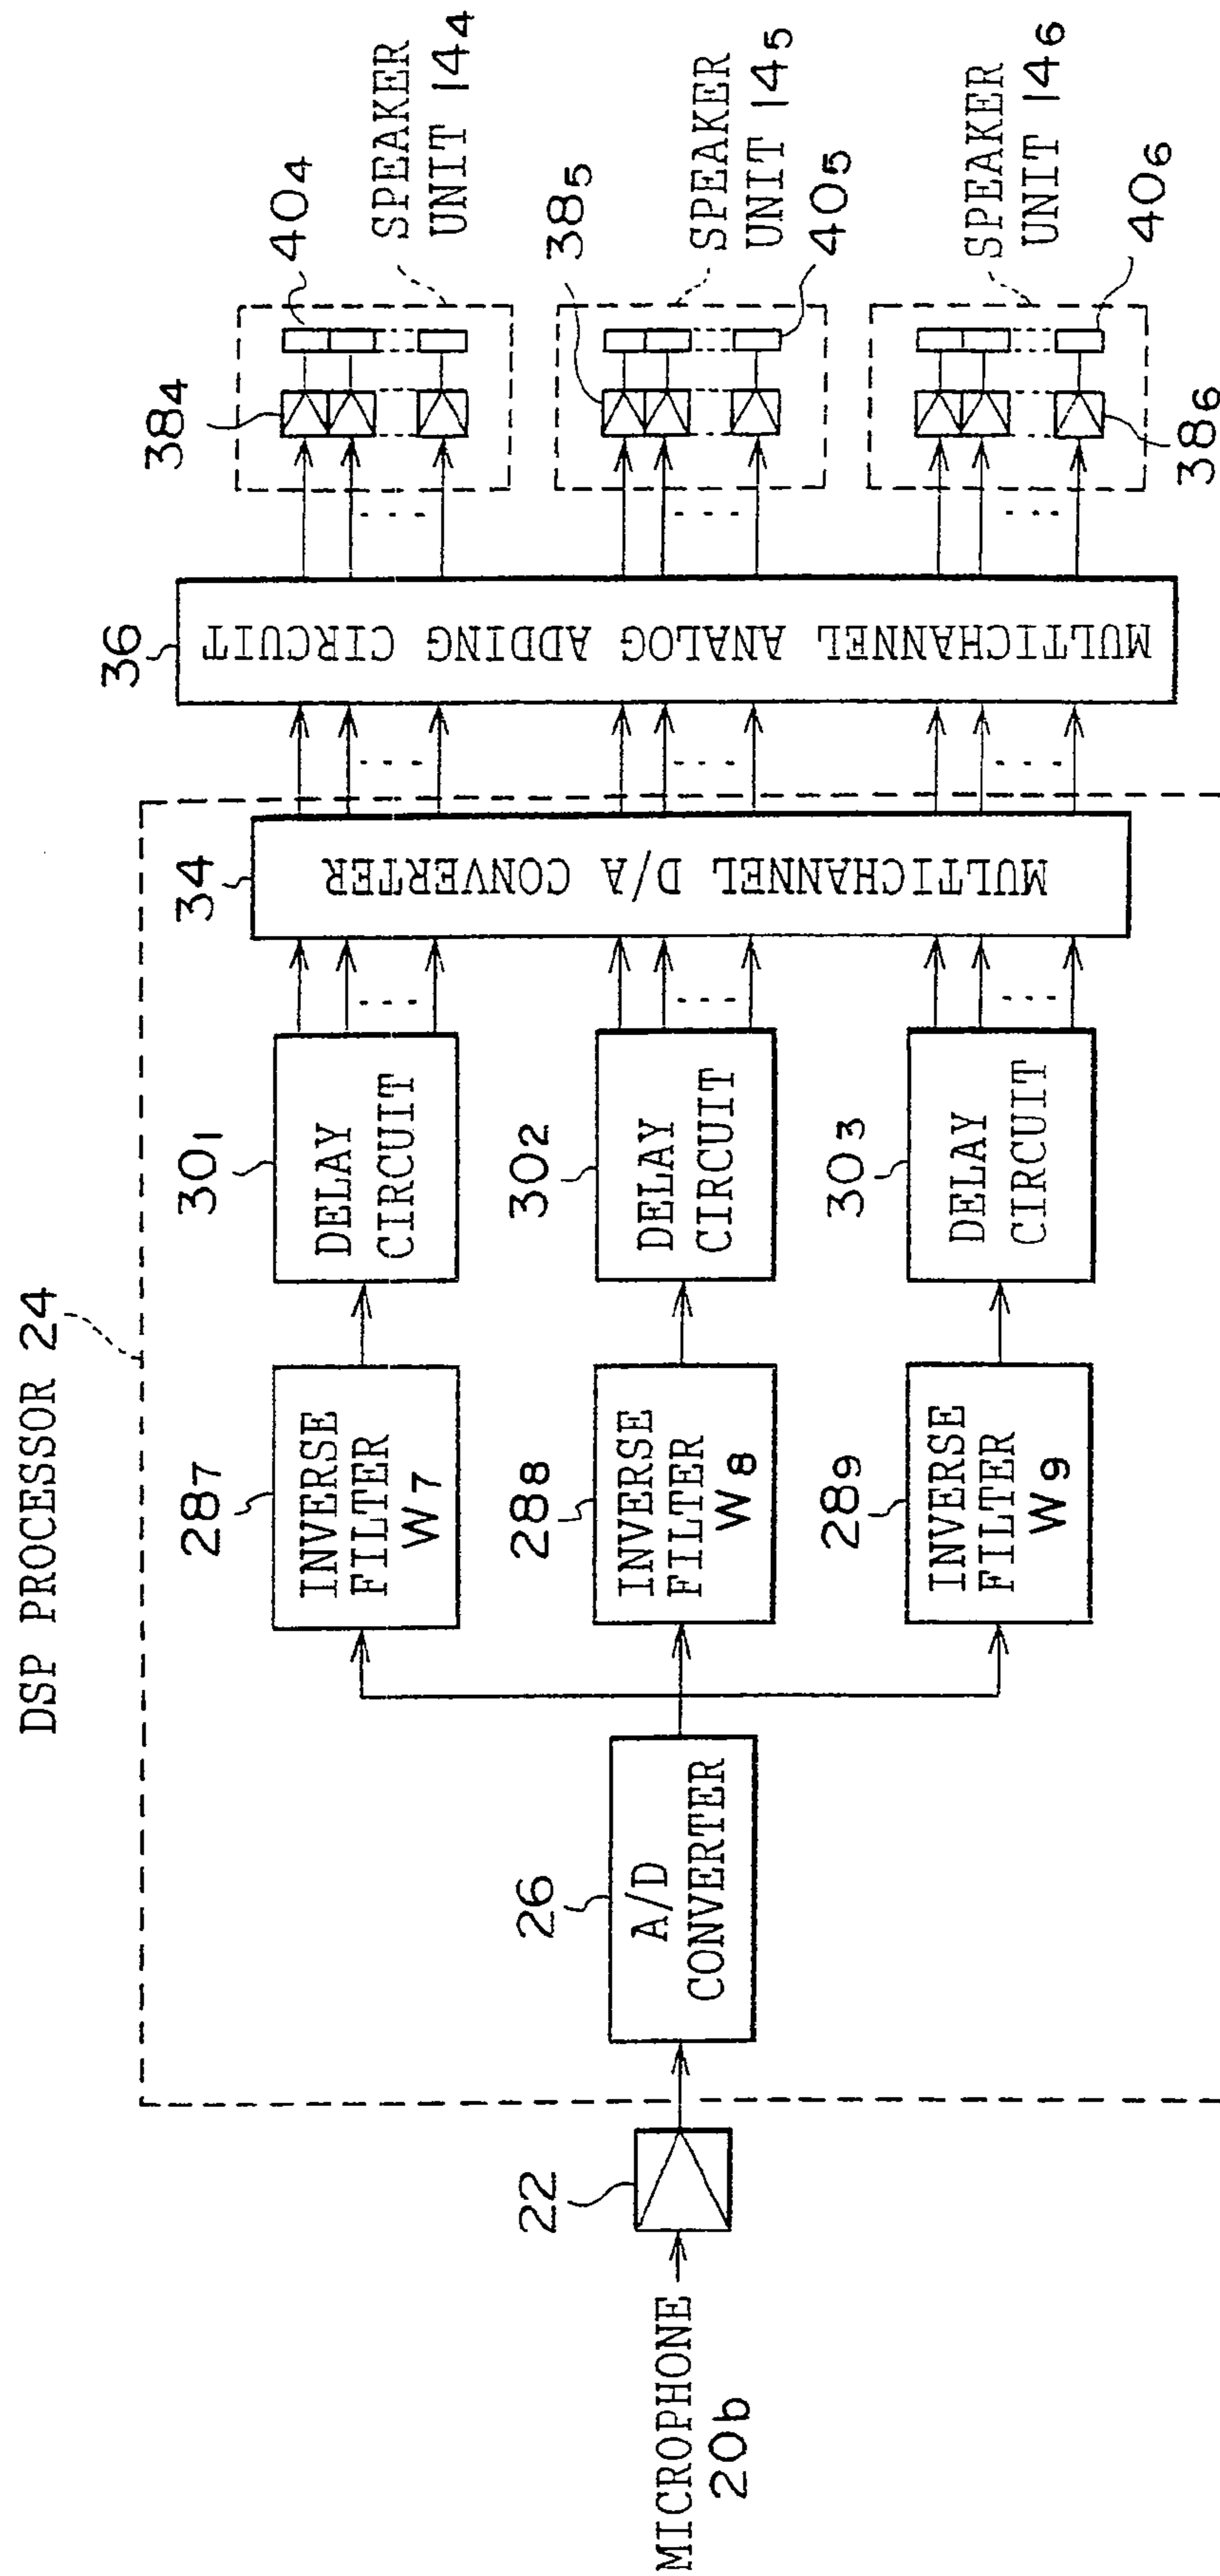 DSP PROCESSOR 24
MICROPHONE
20b
22
26
A/D
CONVERTER
287
INVERSE
FILTER
W7
288
INVERSE
FILTER
W8
289
INVERSE
FILTER
W9
301
DELAY
CIRCUIT
302
DELAY
CIRCUIT
303
DELAY
CIRCUIT
34
MULTICHANNEL D/A CONVERTER
36
MULTICHANNEL ANALOG ADDING CIRCUIT
384
404
SPEAKER
UNIT 144
385
SPEAKER
UNIT 145
405
SPEAKER
UNIT 146
406
386